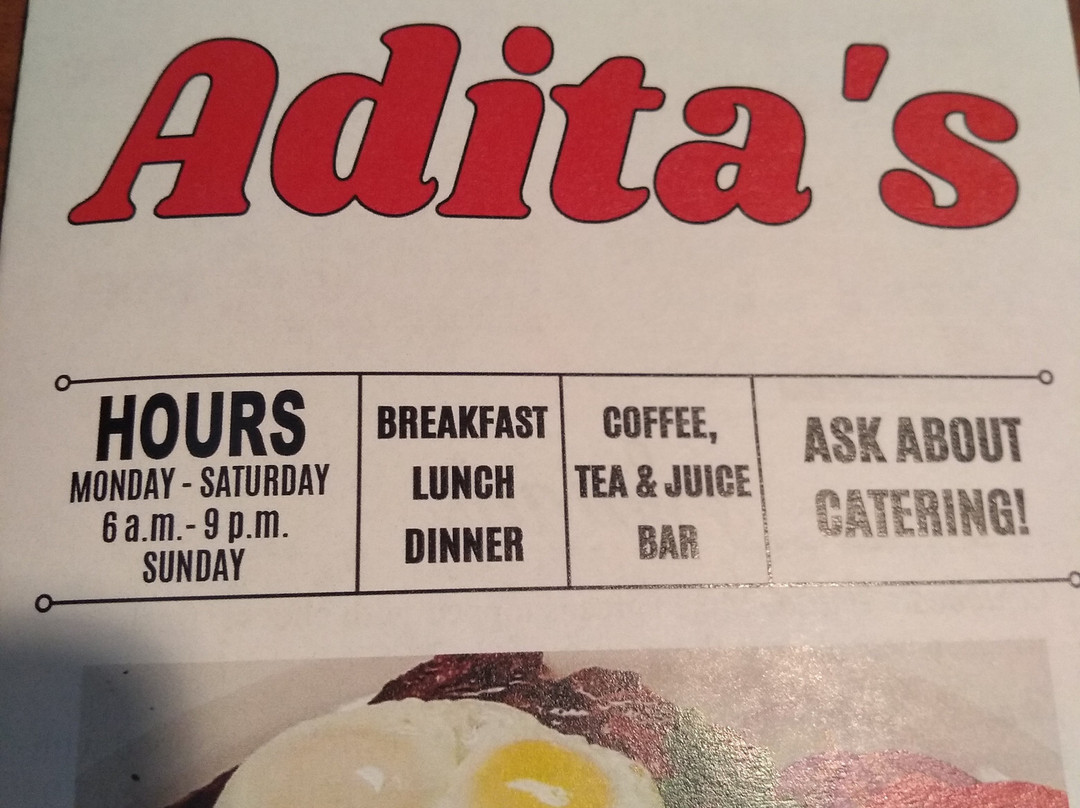 Adita's
HOURS
MONDAY - SATURDAY
6 a.m.- 9 p.m.
SUNDAY
BREAKFAST
LUNCH
DINNER
COFFEE,
TEA & JUICE
BAR
ASK ABOUT
CATERING!